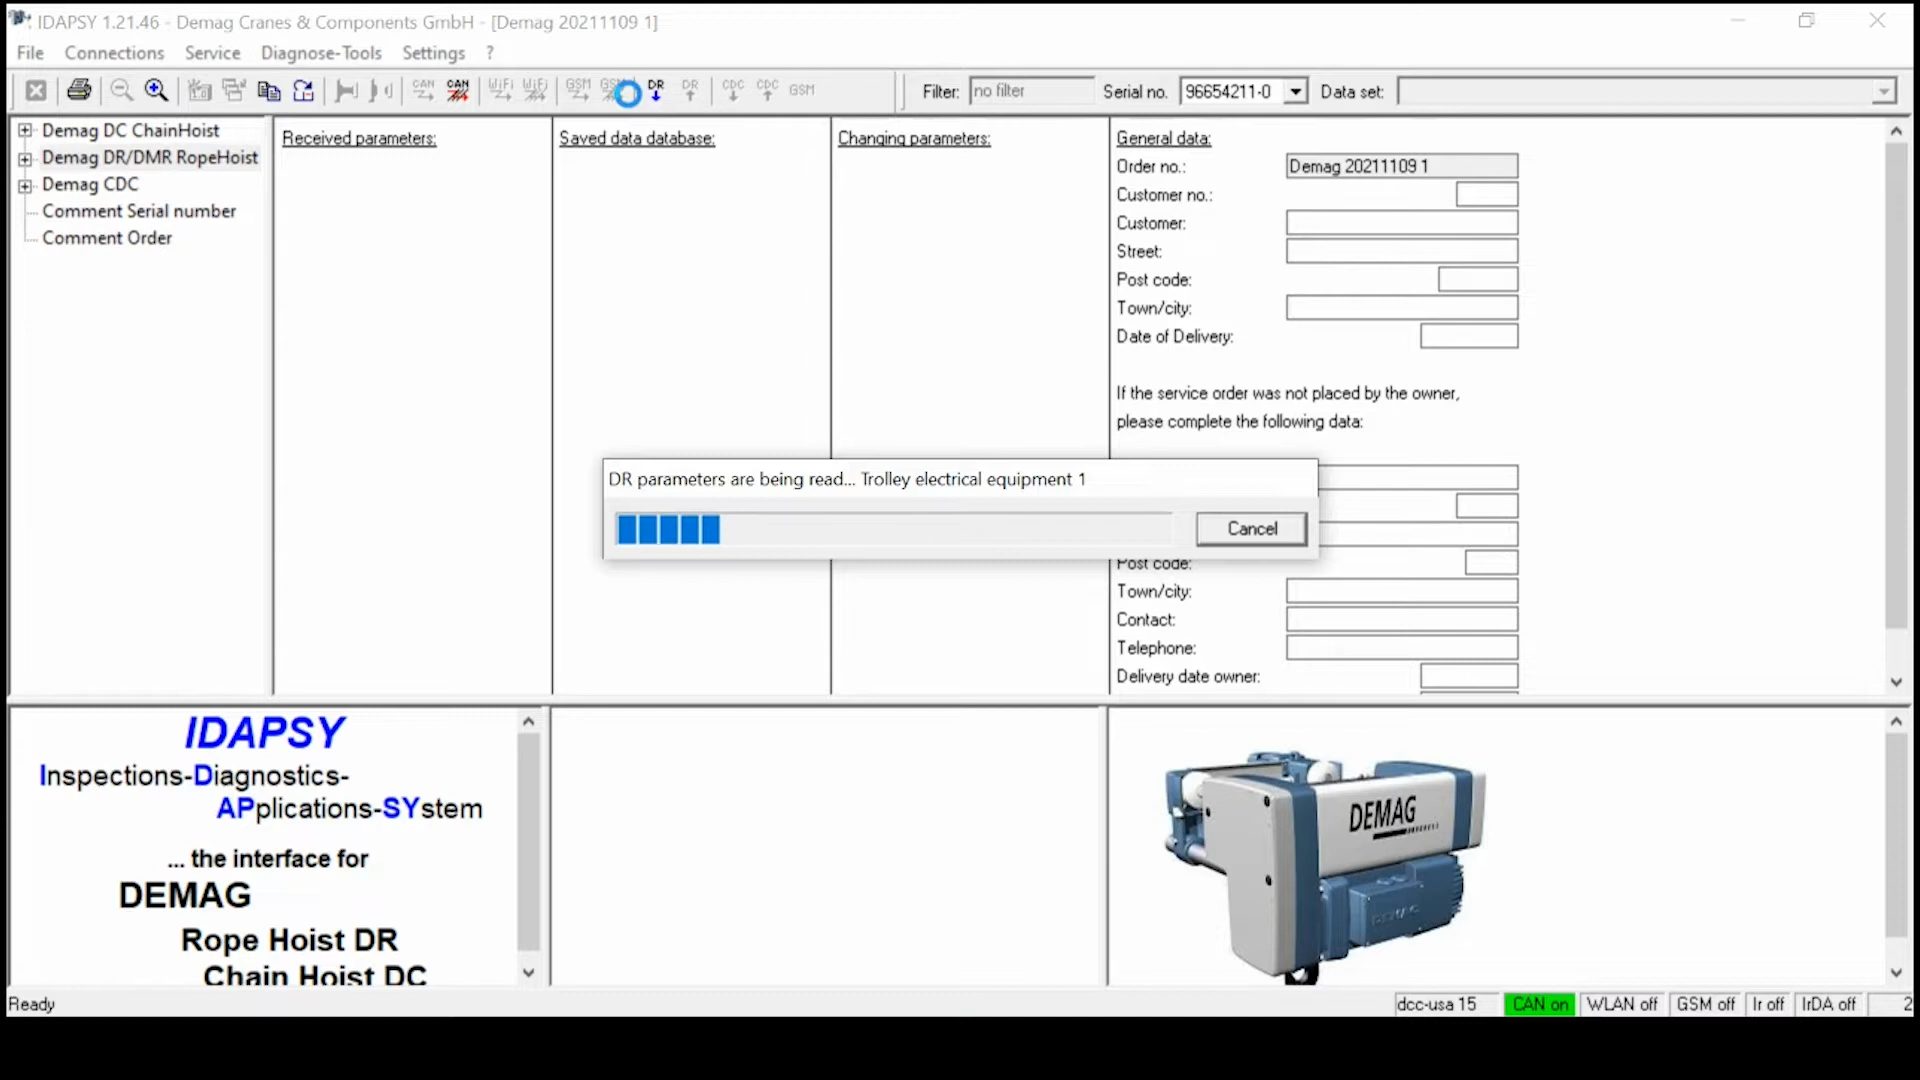 IDAPSY 1.21.46 - Demag Cranes & Components GmbH - [Demag 20211109 1]
File Connections Service Diagnose-Tools Settings ?
CAN CAN WiFi WiFi GSM GSM DR DR CDC CDC GSM Filter: no filter Serial no. 96654211-0 Data set:
Demag DC ChainHoist
Demag DR/DMR RopeHoist
Demag CDC
Comment Serial number
Comment Order
Received parameters:
Saved data database:
Changing parameters:
General data:
Order no.: Demag 20211109 1
Customer no.:
Customer:
Street:
Post code:
Town/city:
Date of Delivery:
If the service order was not placed by the owner,
please complete the following data:
DR parameters are being read... Trolley electrical equipment 1
Cancel
Post code:
Town/city:
Contact:
Telephone:
Delivery date owner:
IDAPSY
Inspections-Diagnostics-
APplications-SYstem
... the interface for
DEMAG
Rope Hoist DR
Chain Hoist DC
DEMAG
DEMAG
Ready dcc-usa 15 CAN on WLAN off GSM off Ir off IrDA off 2